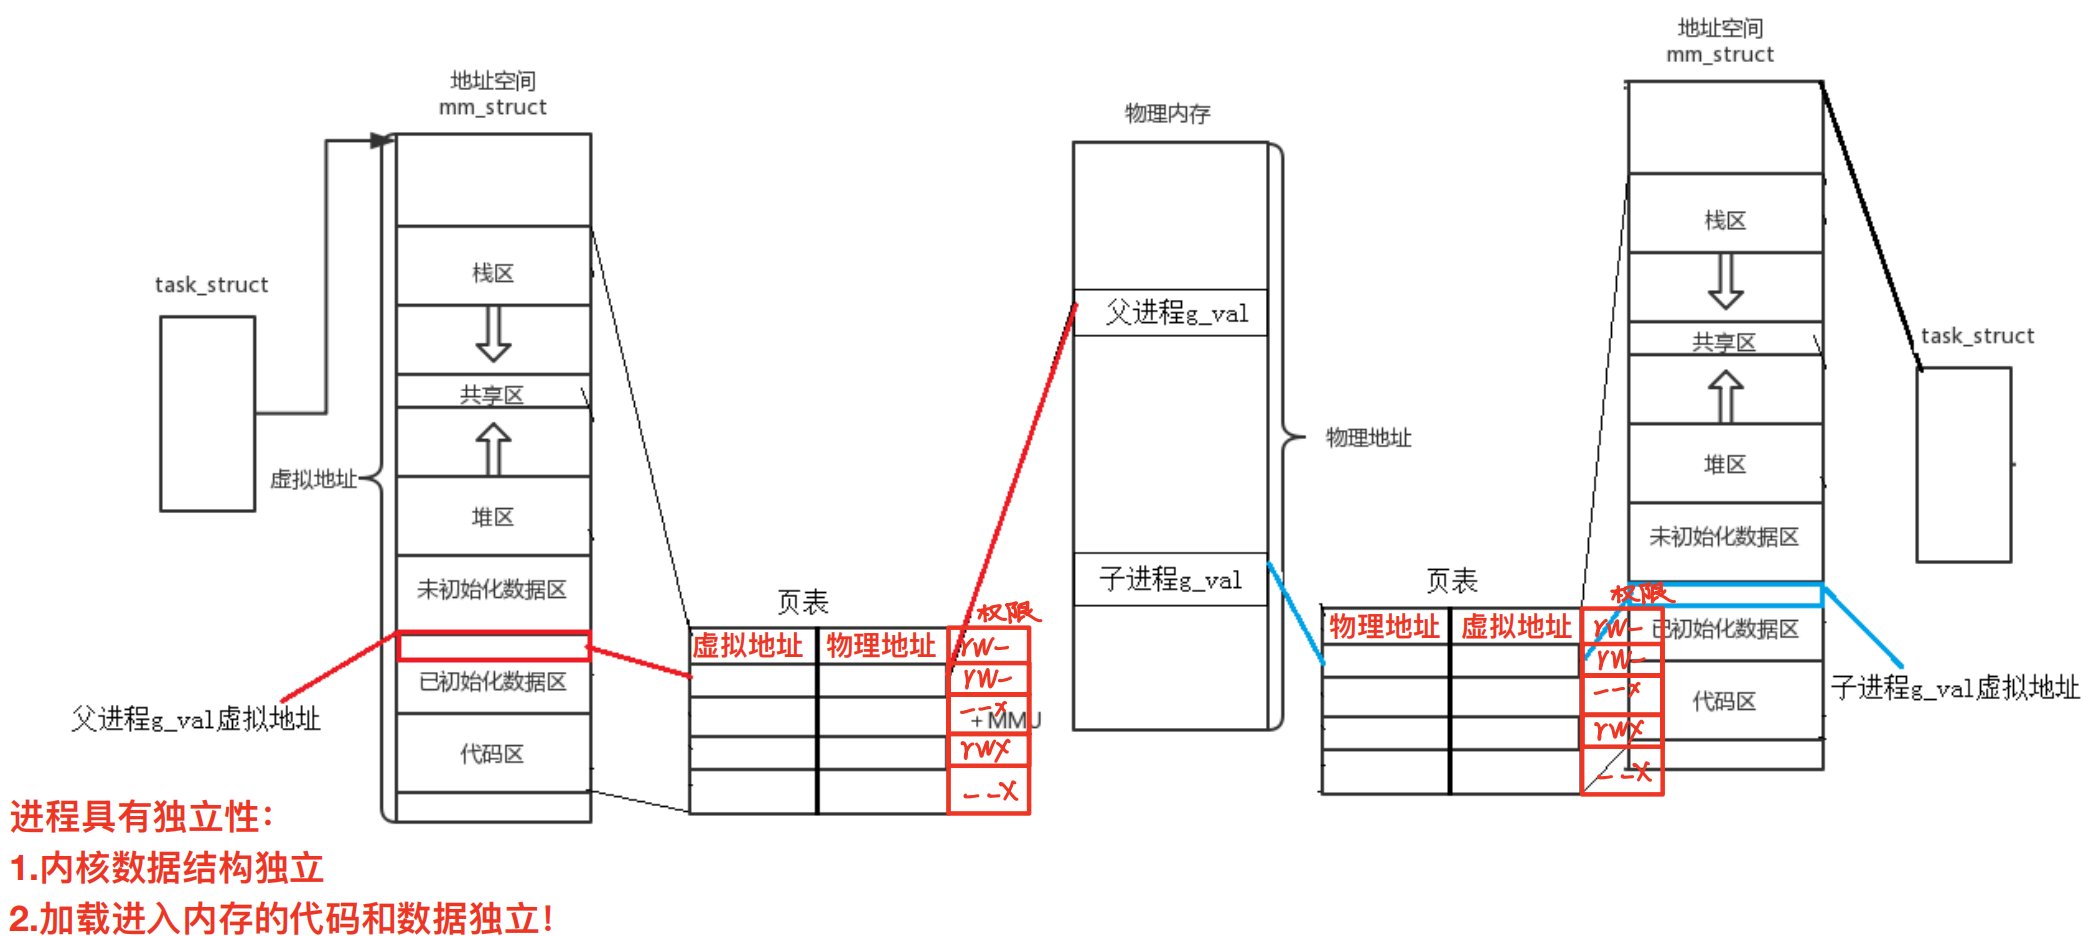 地址空间
mm_struct
task_struct
虚拟地址
栈区
共享区
堆区
未初始化数据区
已初始化数据区
代码区
父进程g_val虚拟地址
页表
权限
虚拟地址 物理地址 rw-
rw-
--x
+ MMU
rwx
--x
物理内存
父进程g_val
子进程g_val
物理地址
页表
权限
物理地址 虚拟地址 rw-
rw-
--x
rwx
--x
地址空间
mm_struct
栈区
共享区
堆区
未初始化数据区
已初始化数据区
代码区
task_struct
子进程g_val虚拟地址
进程具有独立性：
1.内核数据结构独立
2.加载进入内存的代码和数据独立！